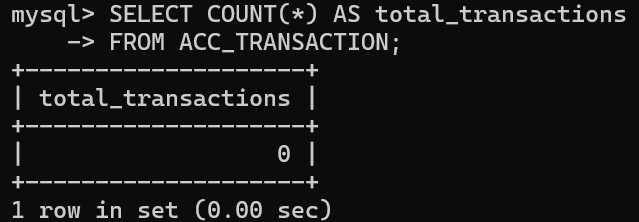 mysql> SELECT COUNT(*) AS total_transactions
    -> FROM ACC_TRANSACTION;
+--------------------+
| total_transactions |
+--------------------+
|                  0 |
+--------------------+
1 row in set (0.00 sec)